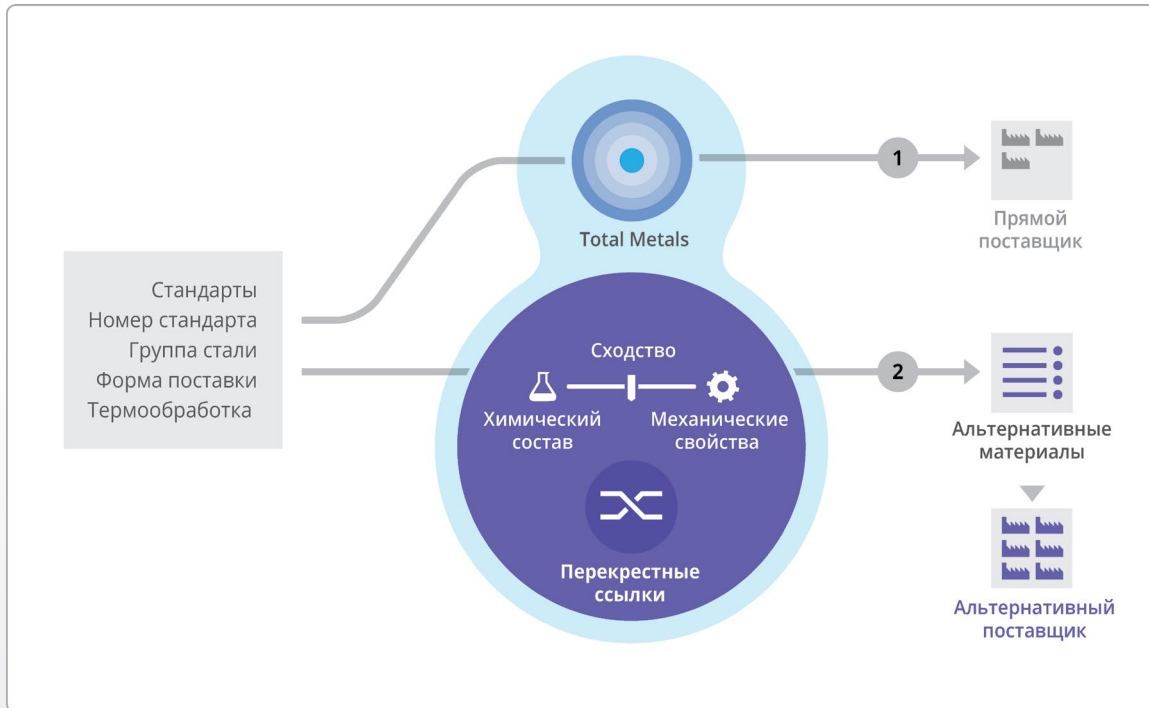 Стандарты
Номер стандарта
Группа стали
Форма поставки
Термообработка
Total Metals
1
Прямой
поставщик
Сходство
Химический
состав
Механические
свойства
Перекрестные
ссылки
2
Альтернативные
материалы
Альтернативный
поставщик